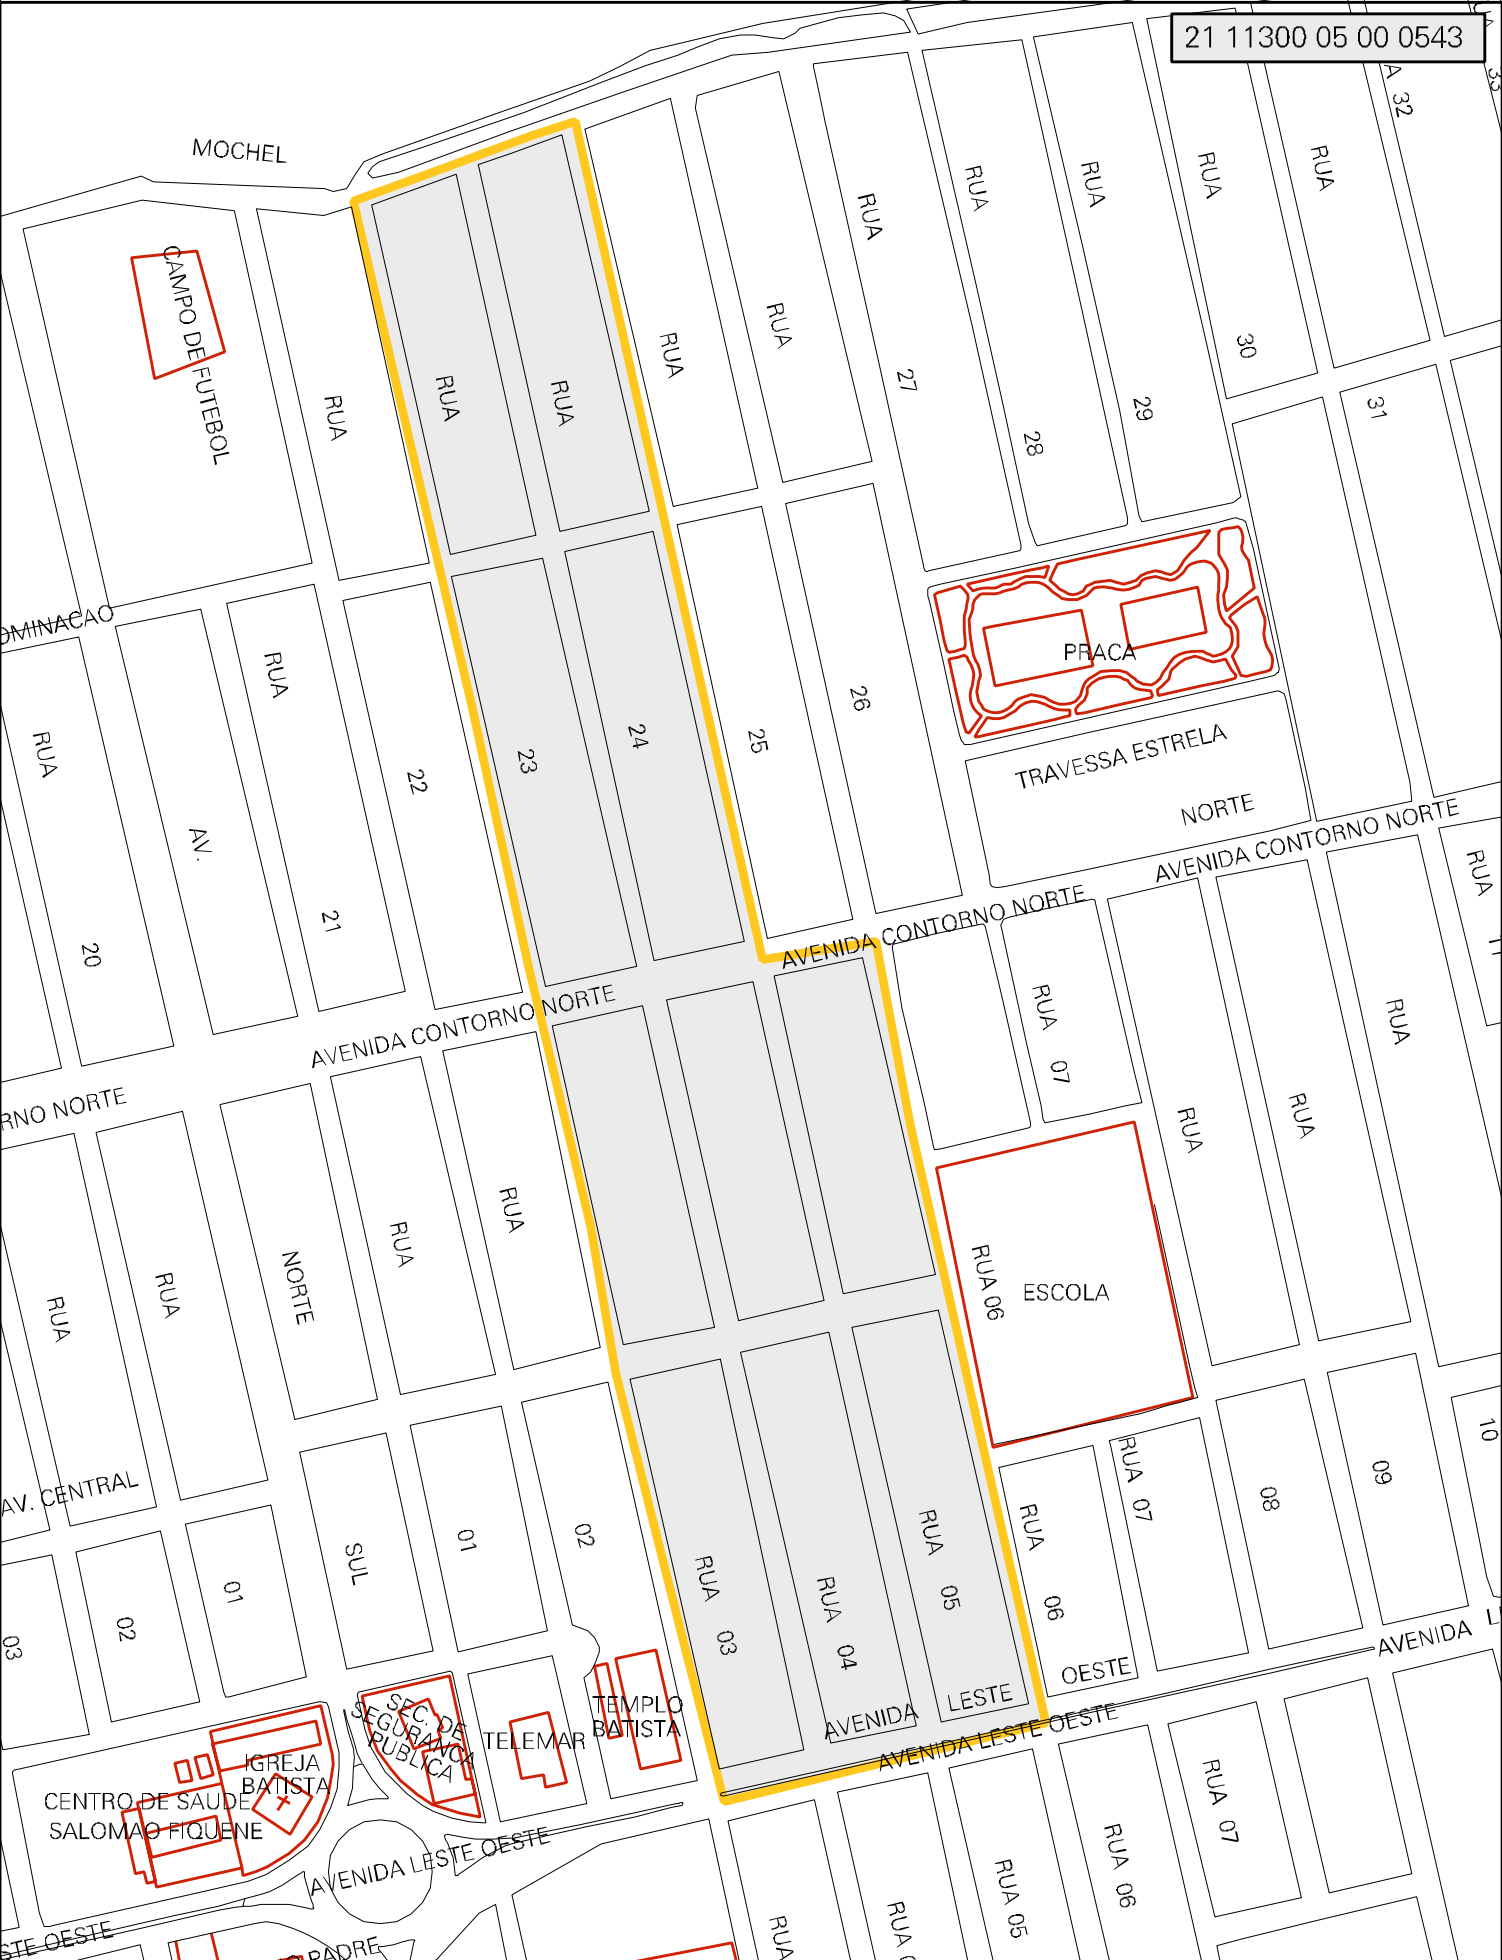 21 11300 05 00 0543
MOCHEL
CAMPO DE FUTEBOL
RUA
RUA
RUA
RUA
RUA
RUA 27
RUA 28
RUA 29
RUA 30
RUA 31
32
33
PRACA
TRAVESSA ESTRELA
NORTE
AVENIDA CONTORNO NORTE
AVENIDA CONTORNO NORTE
AVENIDA CONTORNO NORTE
RNO NORTE
OMINACAO
RUA
20
AV.
RUA
21
22
23
24
25
26
RUA
RUA 07
RUA
RUA
RUA
RUA
RUA
NORTE
RUA
RUA
RUA 06
ESCOLA
AV. CENTRAL
03
02
01
SUL
01
02
RUA 03
RUA 04
RUA 05
RUA 06
RUA 07
08
09
10
AVENIDA LESTE
OESTE
AVENIDA
AVENIDA LESTE OESTE
SEC. DE
SEGURANCA
PUBLICA
TELEMAR
TEMPLO
BATISTA
IGREJA
BATISTA
CENTRO DE SAUDE
SALOMAO FIQUENE
AVENIDA LESTE OESTE
STE OESTE
PADRE
RUA
RUA
RUA 05
RUA 06
RUA 07